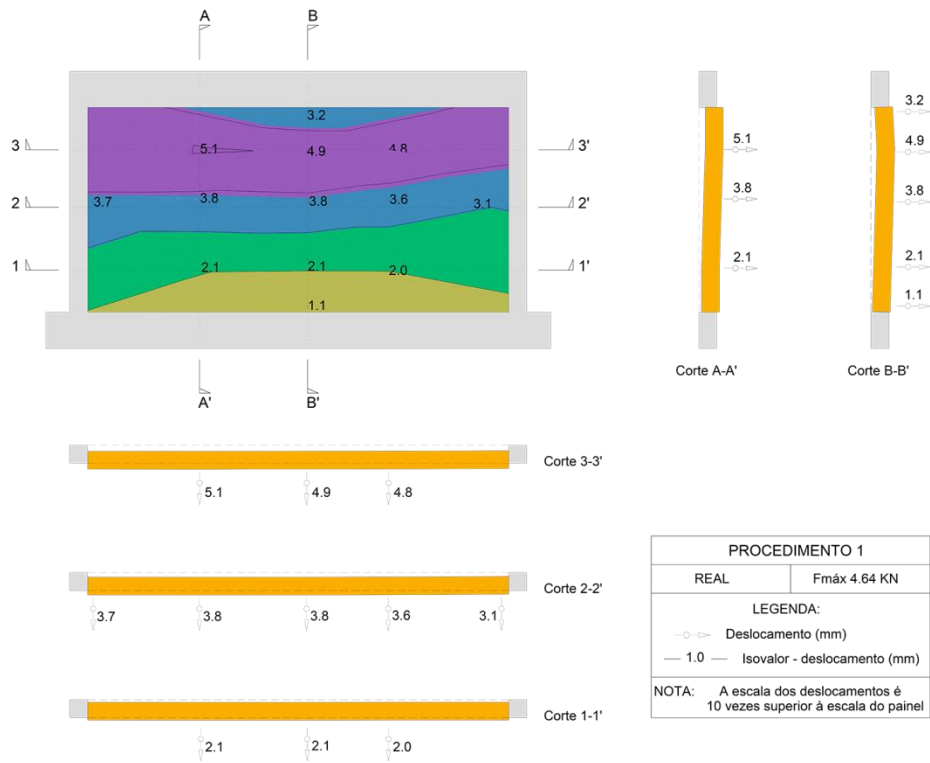 A B
3.2
3 5.1 4.9 4.8 3'
2 3.7 3.8 3.8 3.6 3.1 2'
1 2.1 2.1 2.0 1'
1.1
A' B'
5.1
3.8
2.1
Corte A-A'
3.2
4.9
3.8
2.1
1.1
Corte B-B'
Corte 3-3'
5.1 4.9 4.8
Corte 2-2'
3.7 3.8 3.8 3.6 3.1
Corte 1-1'
2.1 2.1 2.0
PROCEDIMENTO 1
REAL Fmáx 4.64 KN
LEGENDA:
Deslocamento (mm)
1.0 Isovalor - deslocamento (mm)
NOTA: A escala dos deslocamentos é
10 vezes superior à escala do painel